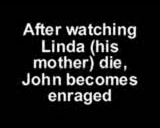 After watching
Linda (his
mother) die,
John becomes
enraged